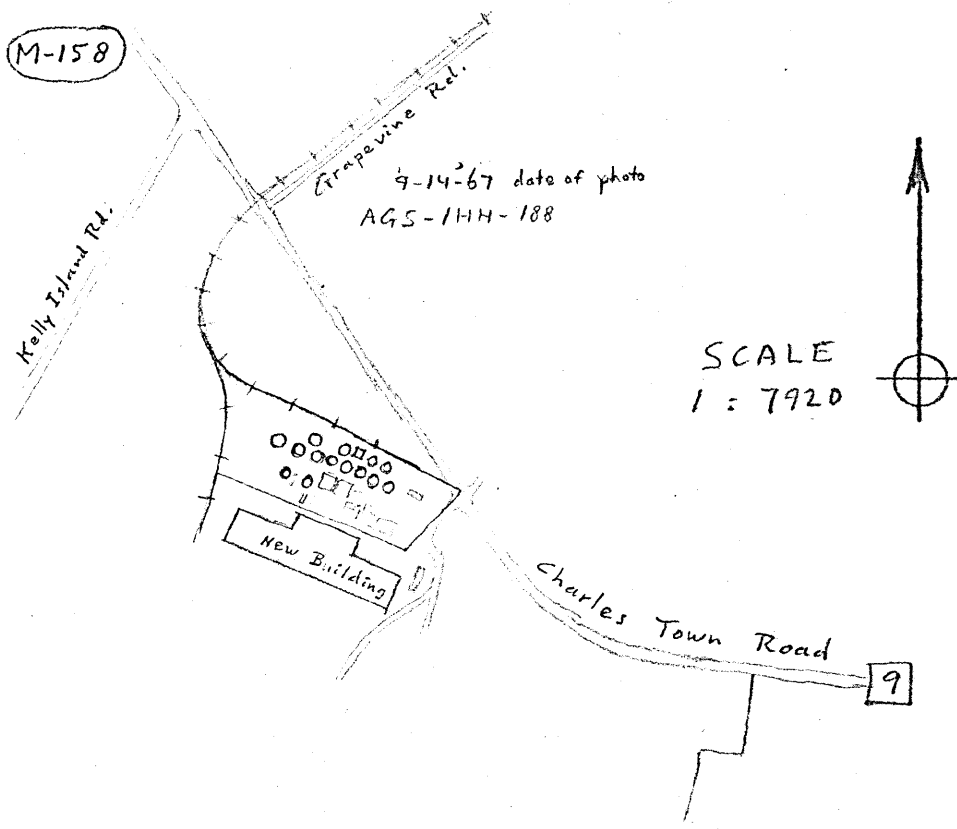 M-158
Grapevine Rd.
9-14-67 date of photo
AGS-1HH-188
Kelly Island Rd.
SCALE
1 : 7920
New Building
Charles Town Road
9